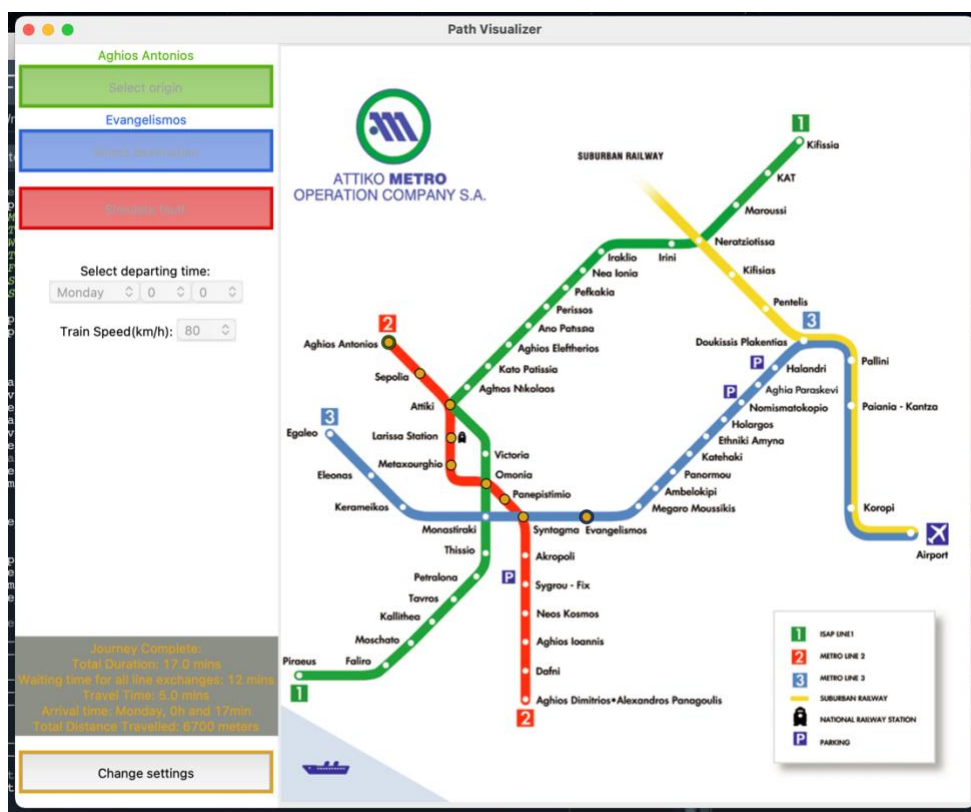 Path Visualizer
Aghios Antonios
Select origin
Evangelismos
Select destination
Simulate fault
Select departing time:
Monday 0 0
Train Speed(km/h): 80
Journey Complete:
Total Duration: 17.0 mins
Waiting time for all line exchanges: 12 mins
Travel Time: 5.0 mins
Arrival time: Monday, 0h and 17min.
Total Distance Travelled: 6700 meters
Change settings
ATTIKO METRO
OPERATION COMPANY S.A.
SUBURBAN RAILWAY
1
Kifissia
KAT
Maroussi
Neratziotissa
Iraklio
Irini
Nea Ionia
Kifisias
Pefkakia
Pentelis
Perissos
Ano Patissia
Aghios Eleftherios
Kato Patissia
Aghios Nikolaos
2
Aghios Antonios
Sepolia
Attiki
3
Doukissis Plakentias
P
Halandri
Pallini
P
Aghia Paraskevi
Nomismatokopio
Paiania - Kantza
Holargos
Ethniki Amyna
Katehaki
Panormou
Ambelokipi
Megaro Moussikis
Koropi
Airport
3
Egaleo
Eleonas
Kerameikos
Larissa Station
Metaxourghio
Victoria
Omonia
Panepistimio
Monastiraki
Syntagma
Evangelismos
Thissio
Akropoli
Petralona
P
Sygrou - Fix
Tavros
Kallithea
Neos Kosmos
Moschato
Aghios Ioannis
Piraeus
Faliro
Dafni
1
Aghios Dimitrios•Alexandros Panagoulis
2
1 ISAP LINE1
2 METRO LINE 2
3 METRO LINE 3
SUBURBAN RAILWAY
NATIONAL RAILWAY STATION
P PARKING